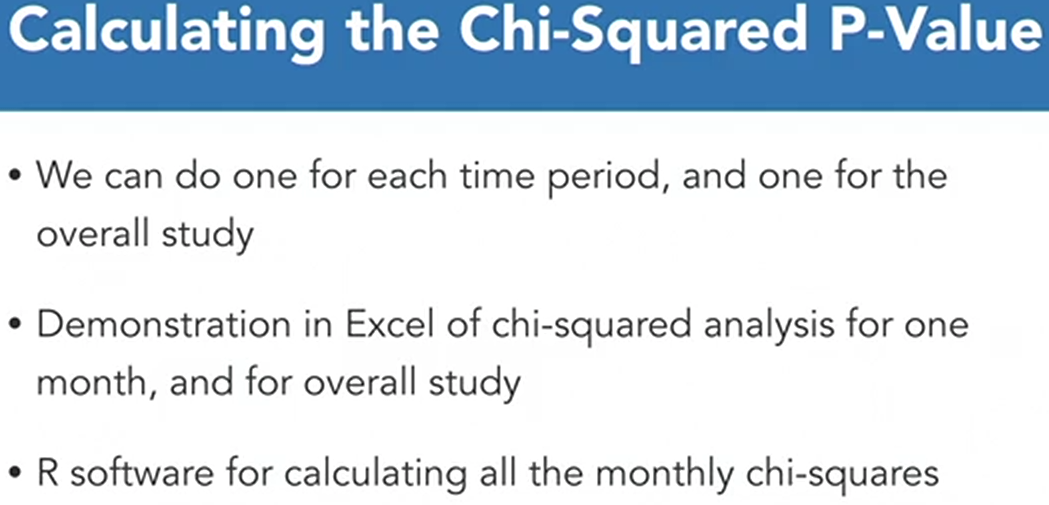 Calculating the Chi-Squared P-Value
• We can do one for each time period, and one for the
overall study
• Demonstration in Excel of chi-squared analysis for one
month, and for overall study
• R software for calculating all the monthly chi-squares